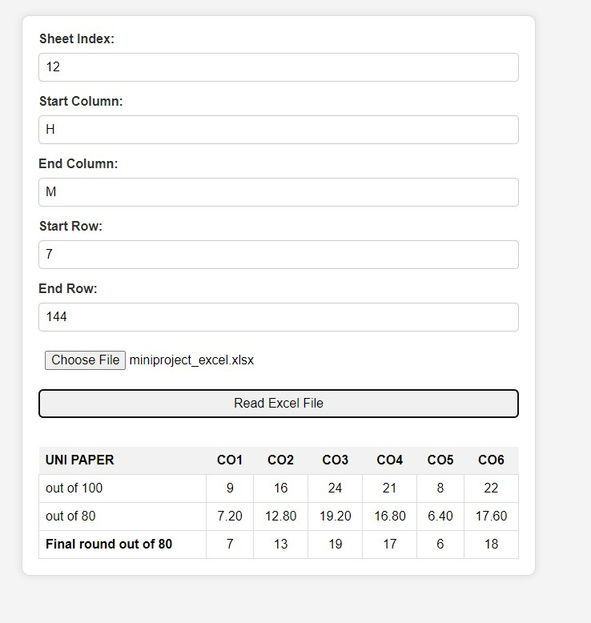 Sheet Index:
12
Start Column:
H
End Column:
M
Start Row:
7
End Row:
144
Choose File miniproject_excel.xlsx
Read Excel File
UNI PAPER CO1 CO2 CO3 CO4 CO5 CO6
out of 100 9 16 24 21 8 22
out of 80 7.20 12.80 19.20 16.80 6.40 17.60
Final round out of 80 7 13 19 17 6 18